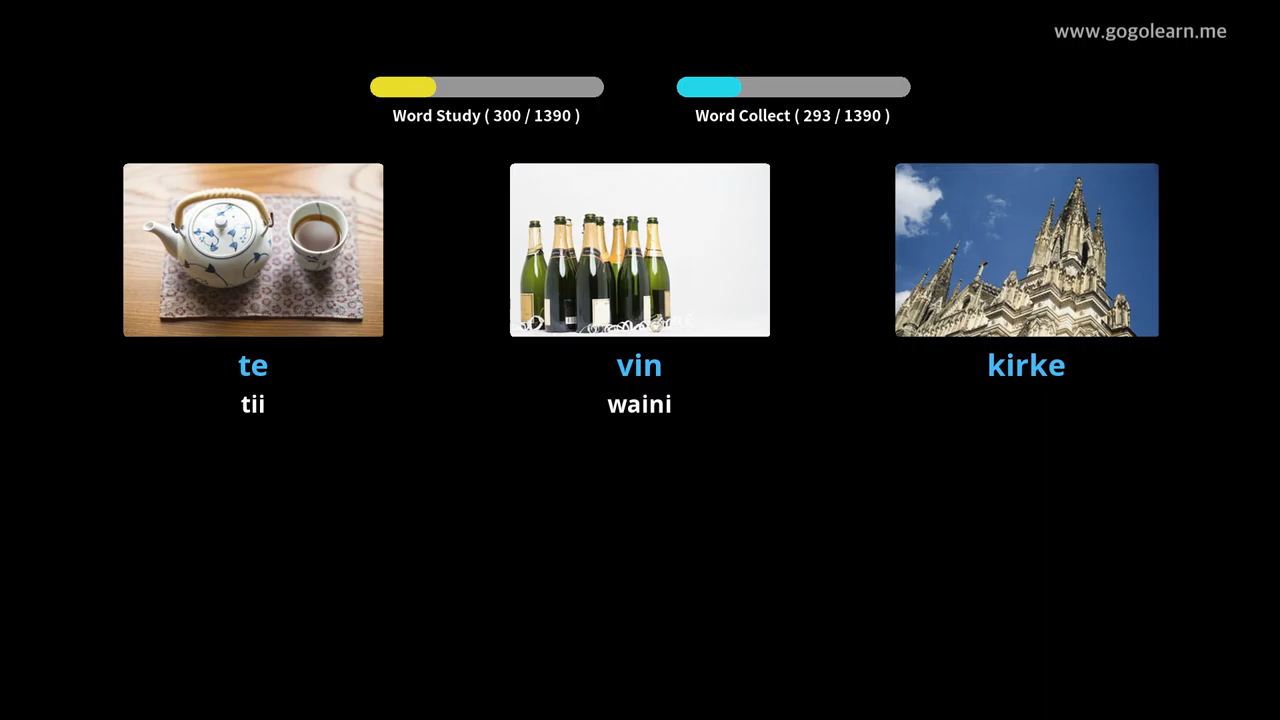 www.gogolearn.me
Word Study ( 300 / 1390 )
Word Collect ( 293 / 1390 )
te
vin
kirke
tii
waini